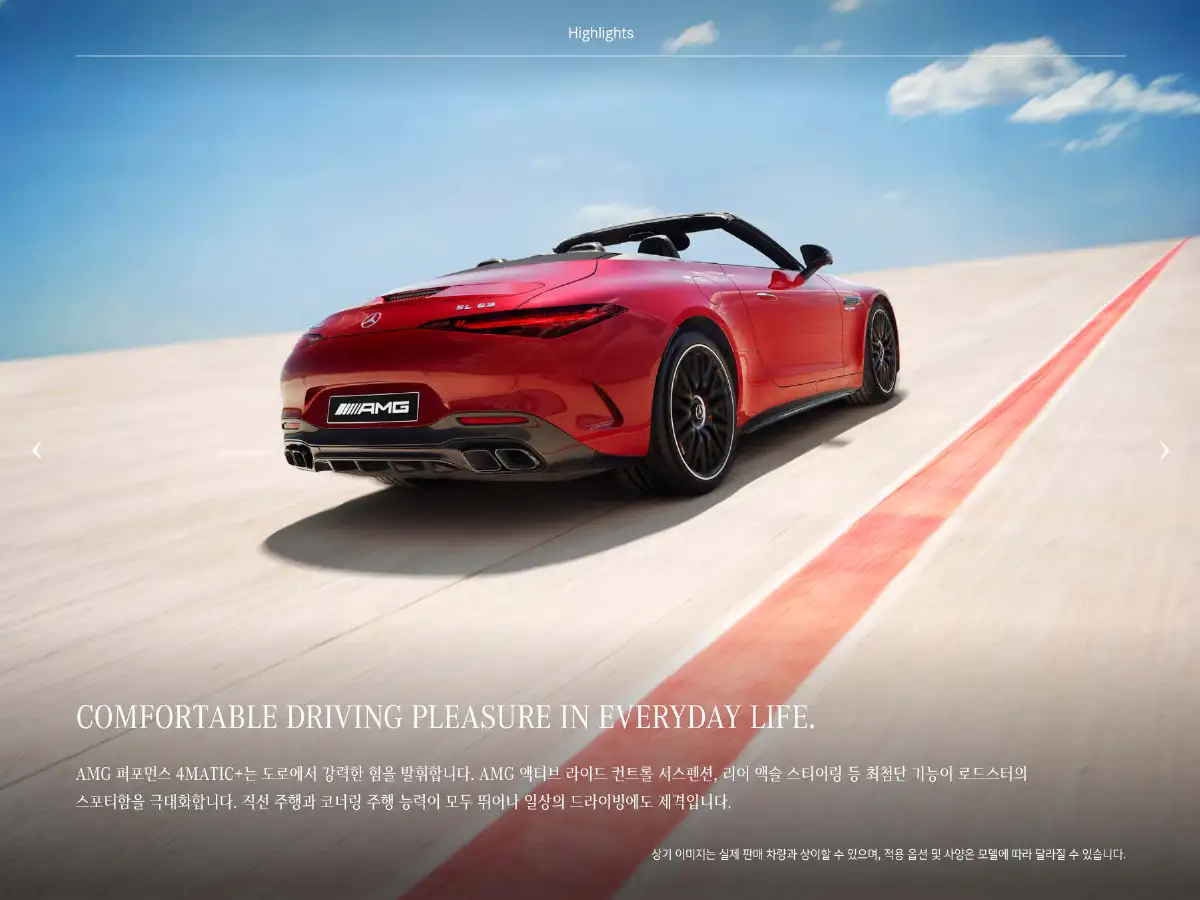 Highlights
SL 63
AMG
COMFORTABLE DRIVING PLEASURE IN EVERYDAY LIFE.
AMG 퍼포먼스 4MATIC+는 도로에서 강력한 힘을 발휘합니다. AMG 액티브 라이드 컨트롤 서스펜션, 리어 액슬 스티어링 등 최첨단 기능이 로드스터의
스포티함을 극대화합니다. 직선 주행과 코너링 주행 능력이 모두 뛰어나 일상의 드라이빙에도 제격입니다.
상기 이미지는 실제 판매 차량과 상이할 수 있으며, 적용 옵션 및 사양은 모델에 따라 달라질 수 있습니다.